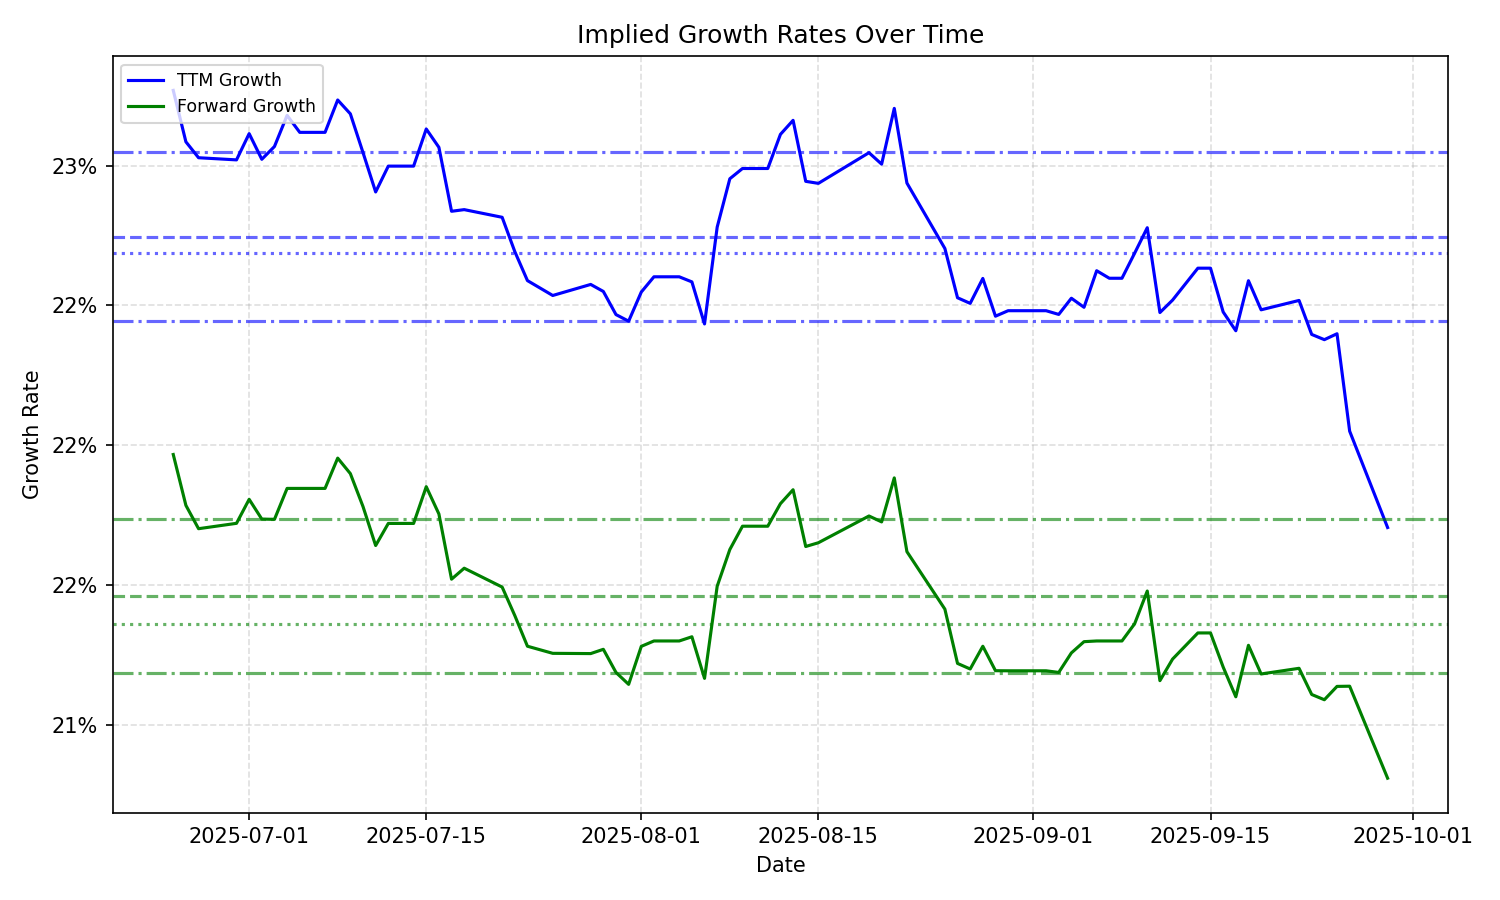 Implied Growth Rates Over Time
TTM Growth
Forward Growth
23%
22%
22%
22%
21%
Growth Rate
2025-07-01
2025-07-15
2025-08-01
2025-08-15
2025-09-01
2025-09-15
2025-10-01
Date